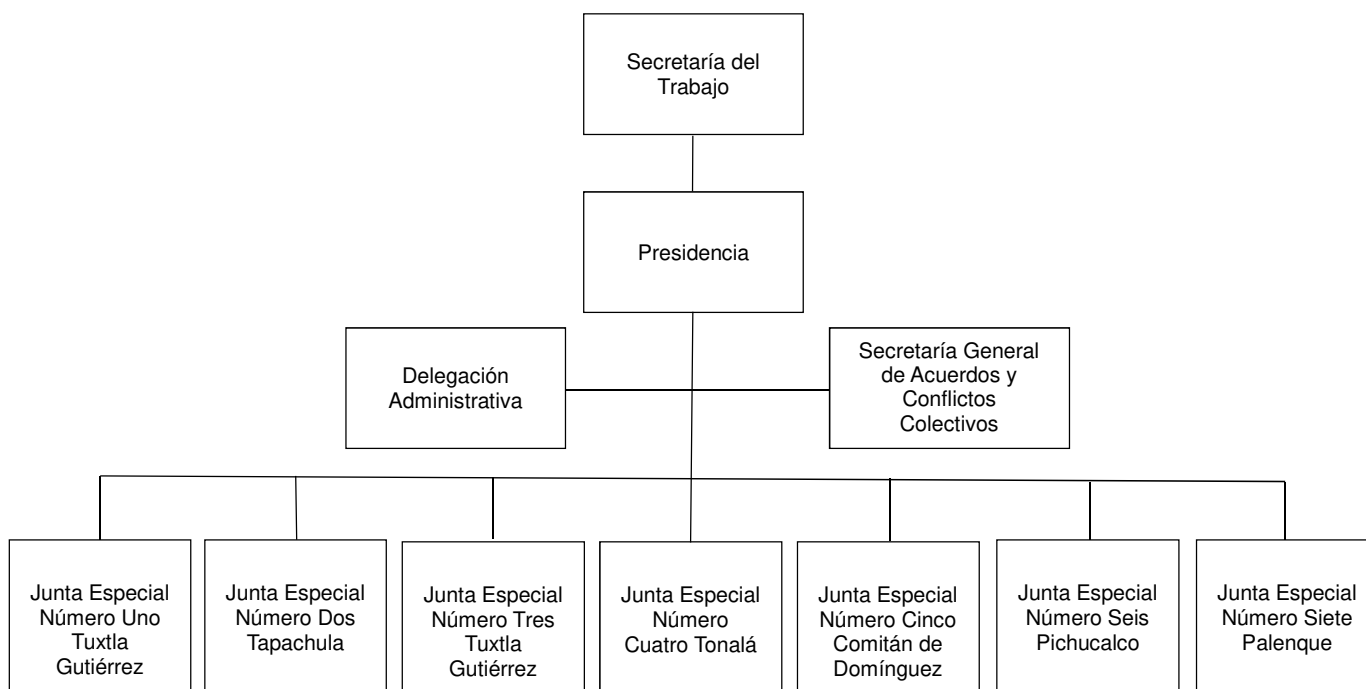 Secretaría del
Trabajo
Presidencia
Delegación
Administrativa
Secretaría General
de Acuerdos y
Conflictos
Colectivos
Junta Especial
Número Uno
Tuxtla
Gutiérrez
Junta Especial
Número Dos
Tapachula
Junta Especial
Número Tres
Tuxtla
Gutiérrez
Junta Especial
Número
Cuatro Tonalá
Junta Especial
Número Cinco
Comitán de
Domínguez
Junta Especial
Número Seis
Pichucalco
Junta Especial
Número Siete
Palenque